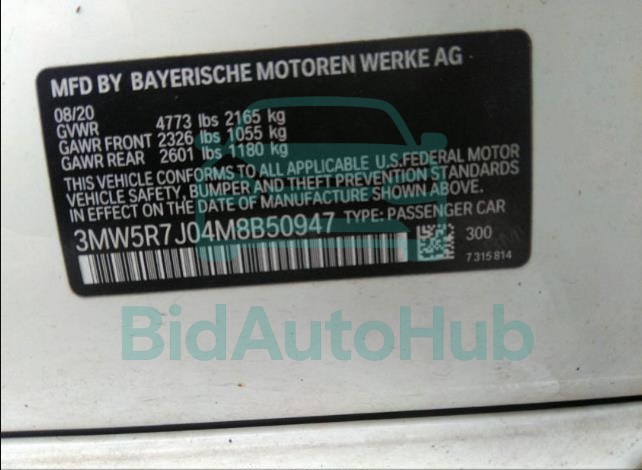 MFD BY BAYERISCHE MOTOREN WERKE AG
08/20
GVWR 4773 lbs 2165 kg
GAWR FRONT 2326 lbs 1055 kg
GAWR REAR 2601 lbs 1180 kg
THIS VEHICLE CONFORMS TO ALL APPLICABLE U.S.FEDERAL MOTOR
VEHICLE SAFETY, BUMPER AND THEFT PREVENTION STANDARDS
IN EFFECT ON THE DATE OF MANUFACTURE SHOWN ABOVE.
3MW5R7J04M8B50947 TYPE: PASSENGER CAR
300
7315814
BidAutoHub